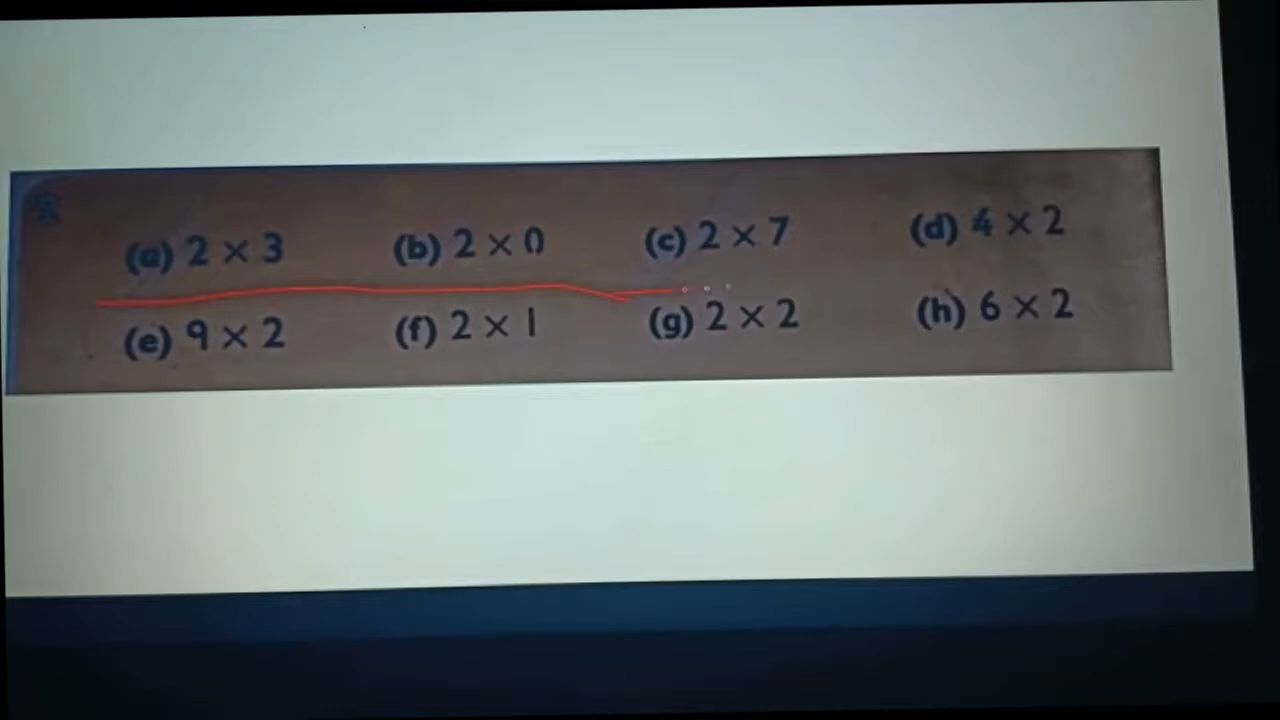 (a) 2 × 3 (b) 2 × 0 (c) 2 × 7 (d) 4 × 2
(e) 9 × 2 (f) 2 × 1 (g) 2 × 2 (h) 6 × 2